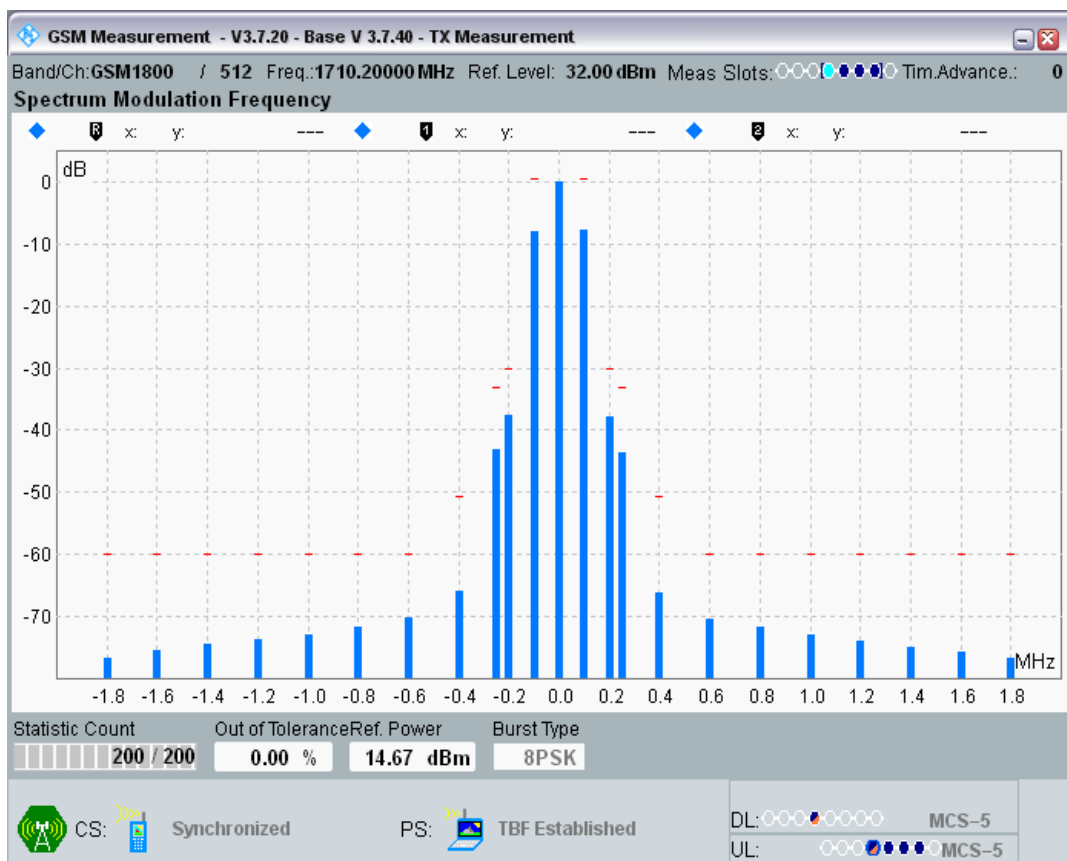 GSM Measurement - V3.7.20 - Base V 3.7.40 - TX Measurement
Band/Ch:GSM1800 / 512 Freq.:1710.20000 MHz Ref. Level: 32.00 dBm Meas Slots: Tim.Advance.: 0
Spectrum Modulation Frequency
R x: y: --- 1 x: y: --- 2 x: y: ---
dB
0
-10
-20
-30
-40
-50
-60
-70
MHz
-1.8 -1.6 -1.4 -1.2 -1.0 -0.8 -0.6 -0.4 -0.2 0.0 0.2 0.4 0.6 0.8 1.0 1.2 1.4 1.6 1.8
Statistic Count Out of Tolerance Ref. Power Burst Type
200 / 200 0.00 % 14.67 dBm 8PSK
CS: Synchronized PS: TBF Established
DL: MCS-5
UL: MCS-5